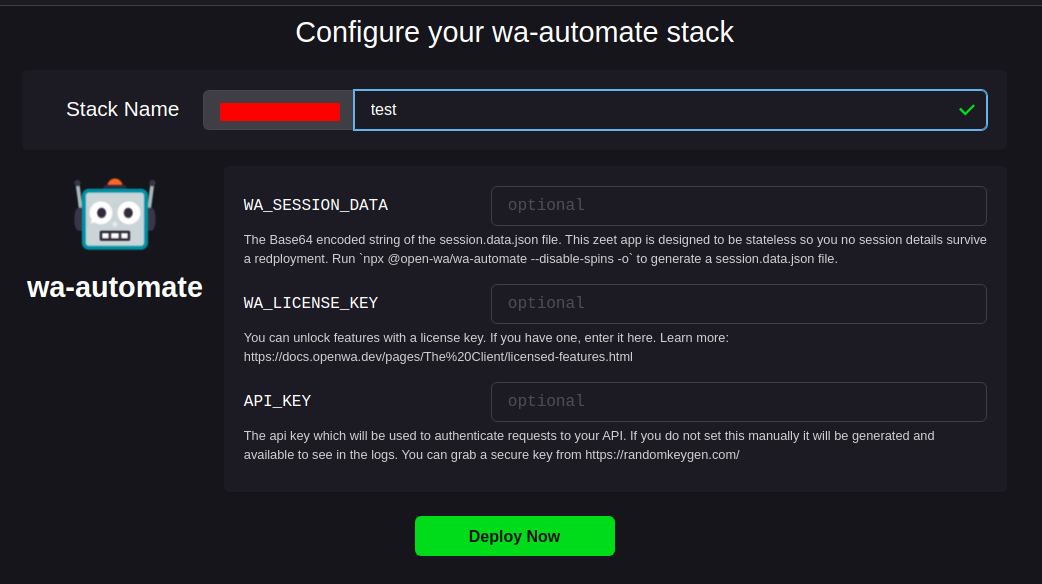 Configure your wa-automate stack
Stack Name
test
wa-automate
WA_SESSION_DATA
optional
The Base64 encoded string of the session.data.json file. This zeet app is designed to be stateless so you no session details survive
a redployment. Run `npx @open-wa/wa-automate --disable-spins -o` to generate a session.data.json file.
WA_LICENSE_KEY
optional
You can unlock features with a license key. If you have one, enter it here. Learn more:
https://docs.openwa.dev/pages/The%20Client/licensed-features.html
API_KEY
optional
The api key which will be used to authenticate requests to your API. If you do not set this manually it will be generated and
available to see in the logs. You can grab a secure key from https://randomkeygen.com/
Deploy Now